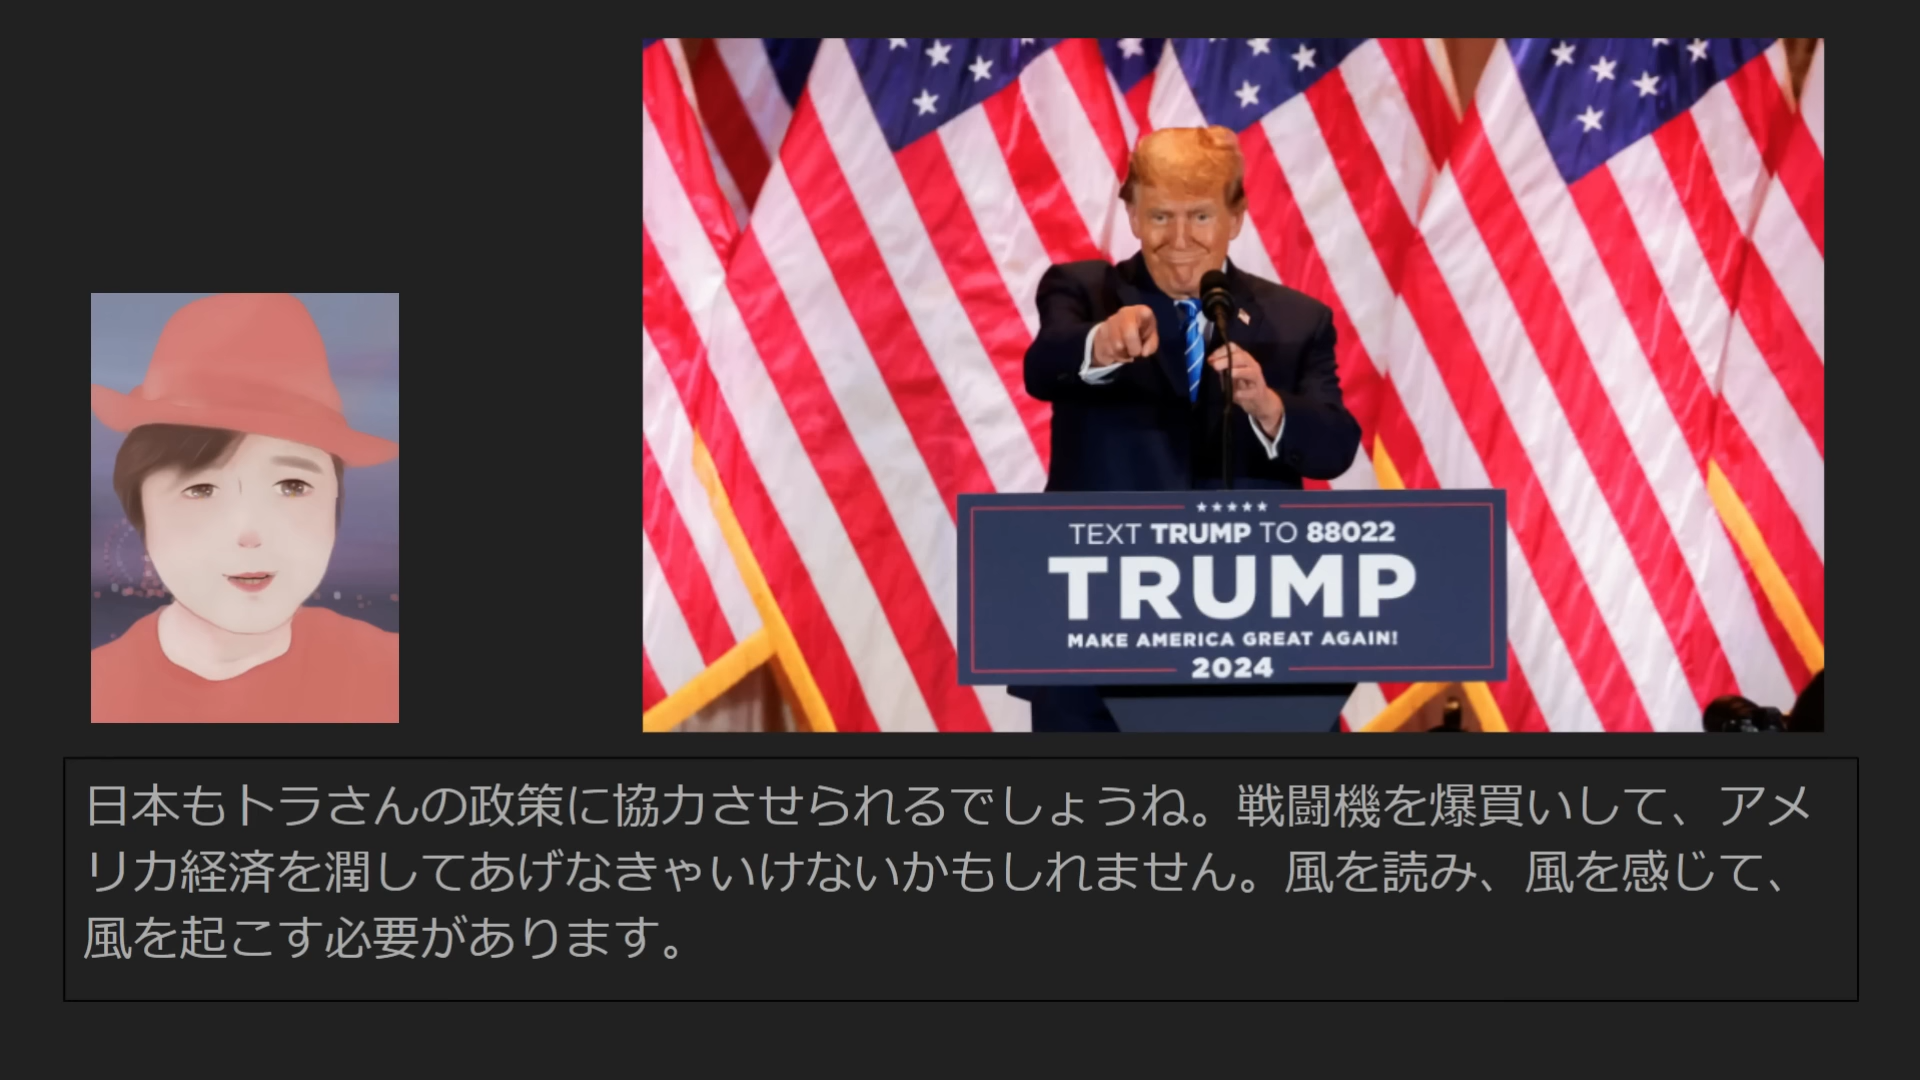 TEXT TRUMP TO 88022
TRUMP
MAKE AMERICA GREAT AGAIN!
2024
日本もトラさんの政策に協力させられるでしょうね。戦闘機を爆買いして、アメ
リカ経済を潤してあげなきゃいけないかもしれません。風を読み、風を感じて、
風を起こす必要があります。